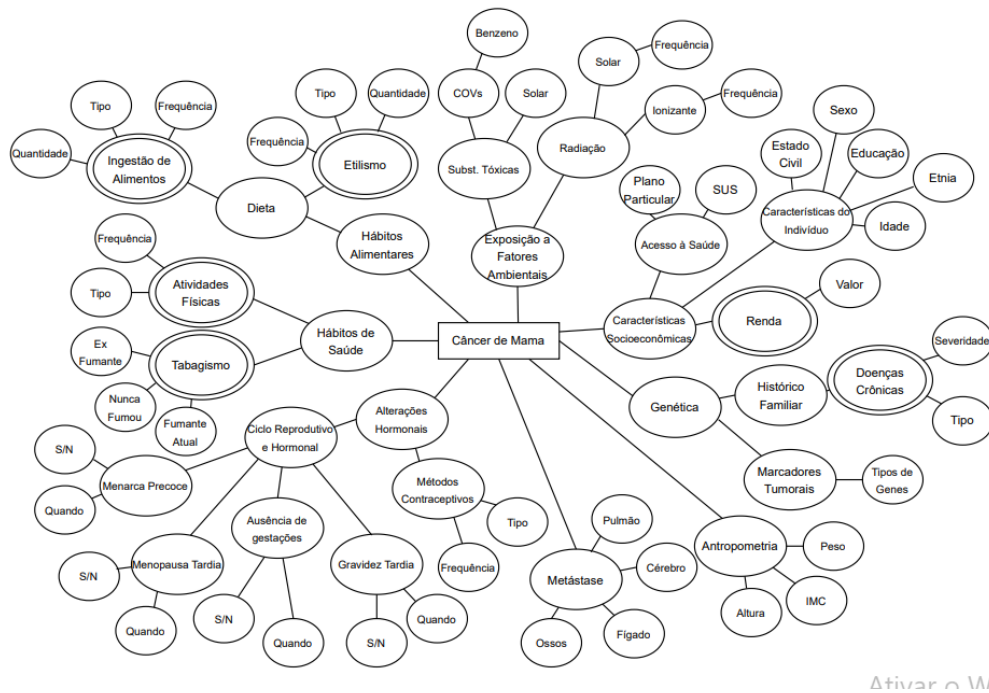 Benzeno
Frequência
Solar
Tipo
Frequência
Tipo
Quantidade
COVs
Solar
Ionizante
Frequência
Sexo
Quantidade
Ingestão de
Alimentos
Frequência
Etilismo
Subst. Tóxicas
Radiação
Estado
Civil
Educação
Plano
Particular
SUS
Etnia
Dieta
Características do
Indivíduo
Idade
Frequência
Hábitos
Alimentares
Exposição a
Fatores
Ambientais
Acesso à Saúde
Tipo
Atividades
Físicas
Valor
Hábitos de
Saúde
Câncer de Mama
Características
Socioeconômicas
Renda
Ex
Fumante
Tabagismo
Severidade
Nunca
Fumou
Fumante
Atual
Genética
Histórico
Familiar
Doenças
Crônicas
Tipo
Alterações
Hormonais
Ciclo Reprodutivo
e Hormonal
S/N
Menarca Precoce
Quando
Métodos
Contraceptivos
Tipo
Frequência
Marcadores
Tumorais
Tipos de
Genes
Ausência de
gestações
Pulmão
Antropometria
Peso
S/N
Menopausa Tardia
Gravidez Tardia
Metástase
Cérebro
Quando
S/N
Quando
S/N
Quando
Ossos
Fígado
Altura
IMC
Ativar o W